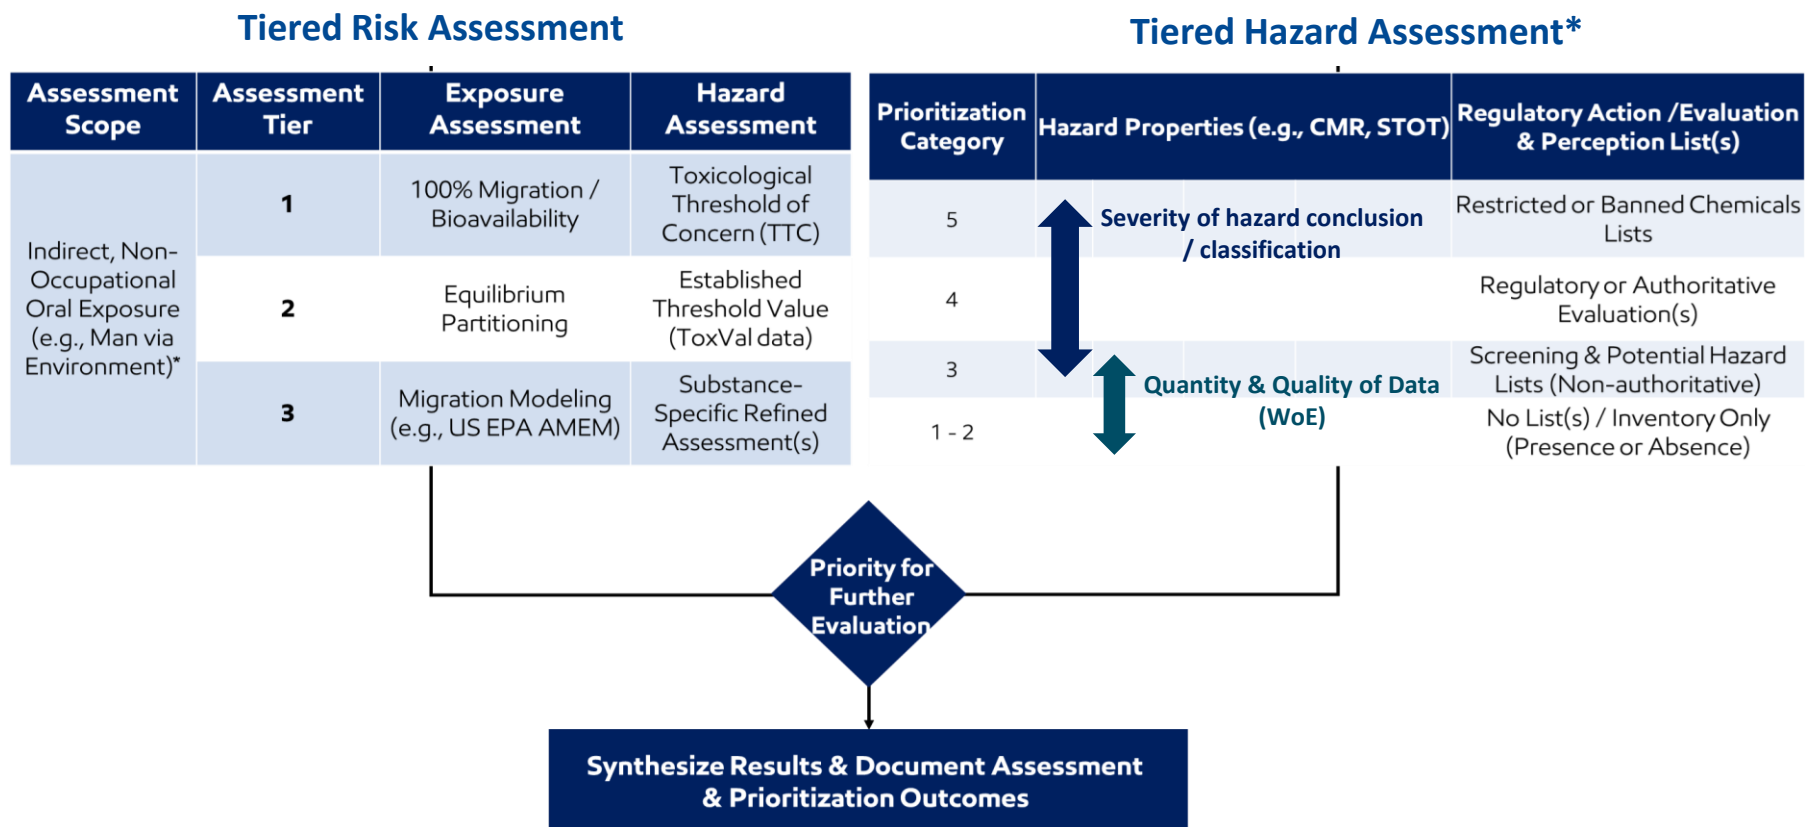 Tiered Risk Assessment
Assessment
Scope
Assessment
Tier
Exposure
Assessment
Hazard
Assessment
Indirect, Non-
Occupational
Oral Exposure
(e.g., Man via
Environment)*
1
100% Migration /
Bioavailability
Toxicological
Threshold of
Concern (TTC)
2
Equilibrium
Partitioning
Established
Threshold Value
(ToxVal data)
3
Migration Modeling
(e.g., US EPA AMEM)
Substance-
Specific Refined
Assessment(s)
Tiered Hazard Assessment*
Prioritization
Category
Hazard Properties (e.g., CMR, STOT)
Regulatory Action /Evaluation
& Perception List(s)
5
Severity of hazard conclusion
/ classification
Restricted or Banned Chemicals
Lists
4
Regulatory or Authoritative
Evaluation(s)
3
Screening & Potential Hazard
Lists (Non-authoritative)
Quantity & Quality of Data
(WoE)
1 - 2
No List(s) / Inventory Only
(Presence or Absence)
Priority for
Further
Evaluation
Synthesize Results & Document Assessment
& Prioritization Outcomes